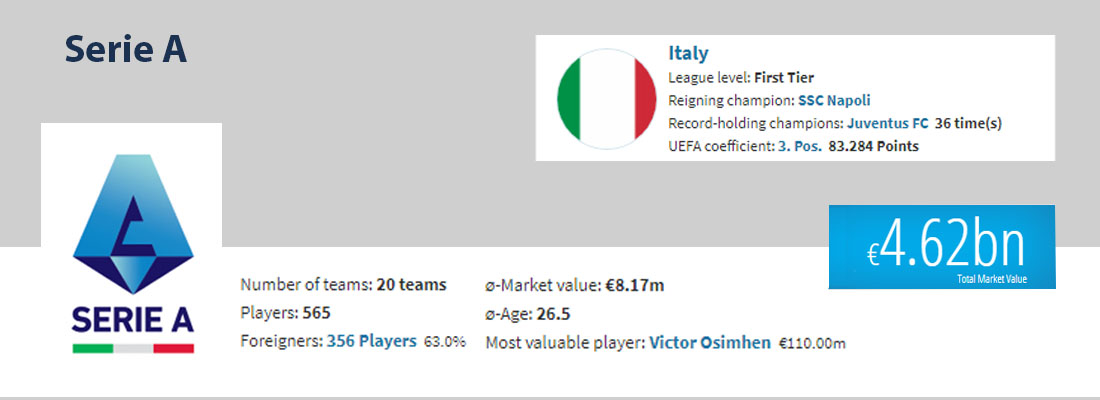 Serie A
Italy
League level: First Tier
Reigning champion: SSC Napoli
Record-holding champions: Juventus FC 36 time(s)
UEFA coefficient: 3. Pos. 83.284 Points
€4.62bn
Total Market Value
SERIE A
Number of teams: 20 teams
Players: 565
Foreigners: 356 Players 63.0%
ø-Market value: €8.17m
ø-Age: 26.5
Most valuable player: Victor Osimhen €110.00m